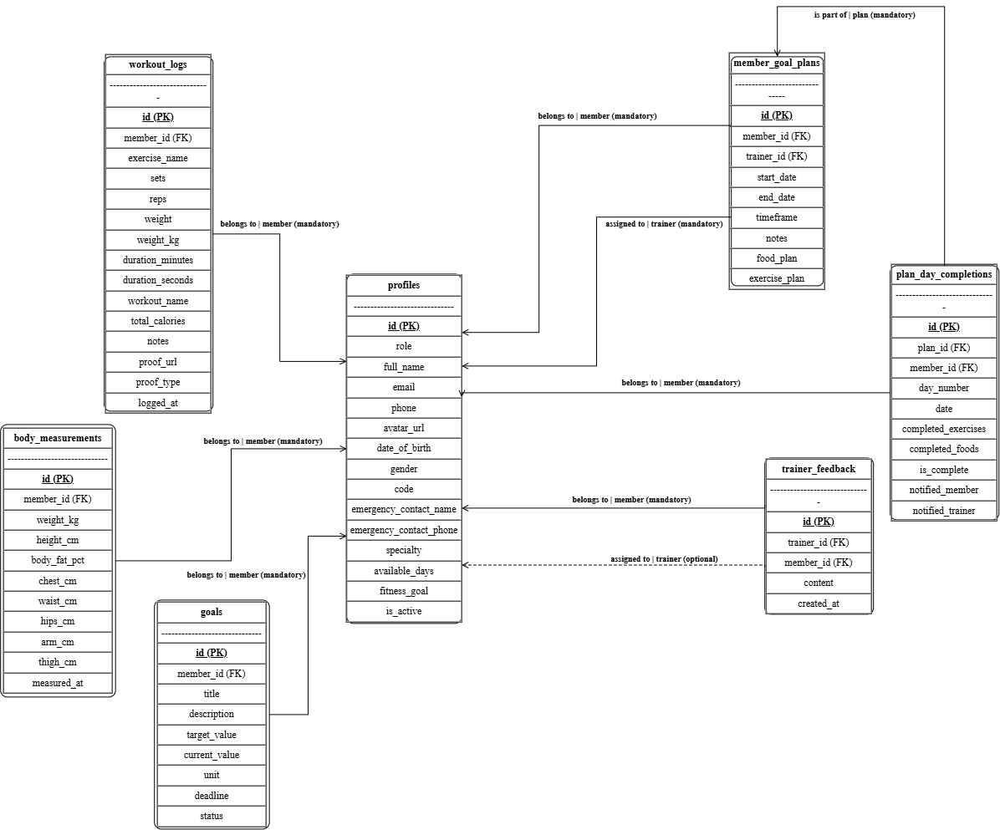 is part of | plan (mandatory)
workout_logs
-----------------------------
-
id (PK)
member_id (FK)
exercise_name
sets
reps
weight
weight_kg
duration_minutes
duration_seconds
workout_name
total_calories
notes
proof_url
proof_type
logged_at
member_goal_plans
-------------------------
-----
id (PK)
member_id (FK)
trainer_id (FK)
start_date
end_date
timeframe
notes
food_plan
exercise_plan
belongs to | member (mandatory)
belongs to | member (mandatory)
assigned to | trainer (mandatory)
profiles
------------------------------
id (PK)
role
full_name
email
phone
avatar_url
date_of_birth
gender
code
emergency_contact_name
emergency_contact_phone
specialty
available_days
fitness_goal
is_active
plan_day_completions
-----------------------------
-
id (PK)
plan_id (FK)
member_id (FK)
day_number
date
completed_exercises
completed_foods
is_complete
notified_member
notified_trainer
belongs to | member (mandatory)
body_measurements
------------------------------
id (PK)
member_id (FK)
weight_kg
height_cm
body_fat_pct
chest_cm
waist_cm
hips_cm
arm_cm
thigh_cm
measured_at
belongs to | member (mandatory)
trainer_feedback
-----------------------------
-
id (PK)
trainer_id (FK)
member_id (FK)
content
created_at
belongs to | member (mandatory)
assigned to | trainer (optional)
belongs to | member (mandatory)
goals
------------------------------
id (PK)
member_id (FK)
title
description
target_value
current_value
unit
deadline
status